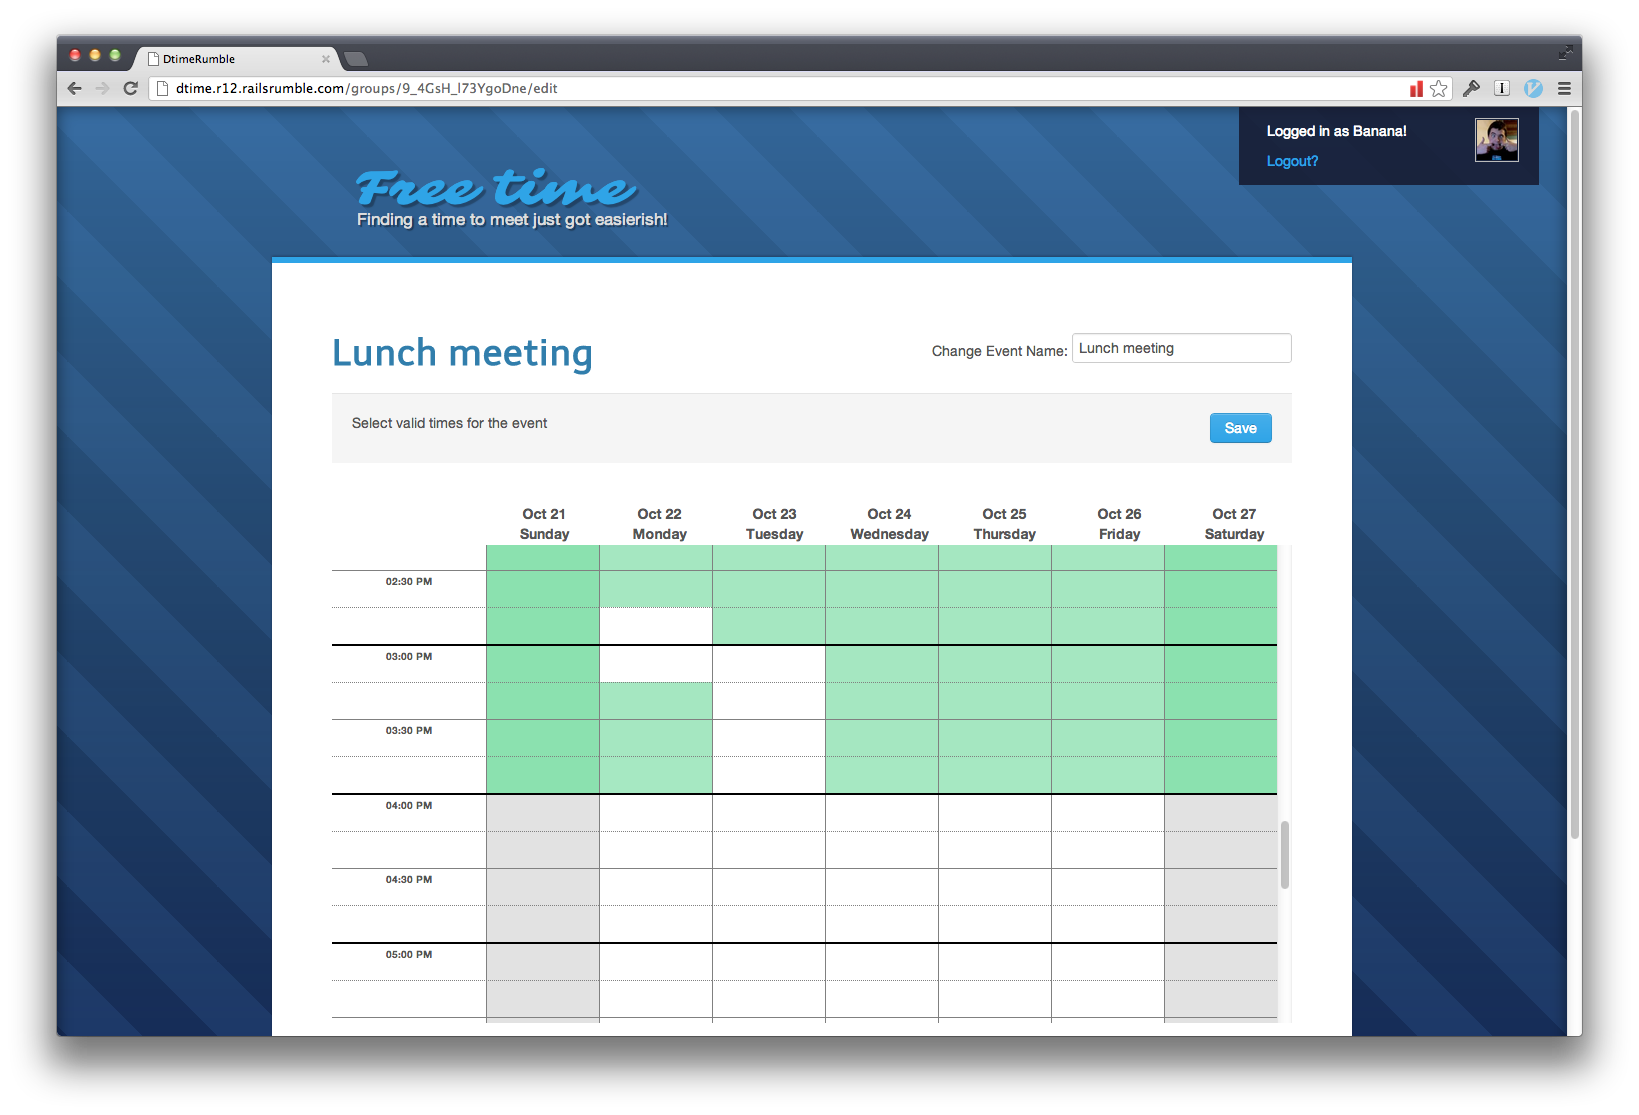 DtimeRumble
dtime.r12.railsrumble.com/groups/9_4GsH_l73YgoDne/edit
Logged in as Banana!
Logout?
Free time
Finding a time to meet just got easierish!
Lunch meeting
Change Event Name: Lunch meeting
Select valid times for the event
Save
Oct 21 Oct 22 Oct 23 Oct 24 Oct 25 Oct 26 Oct 27
Sunday Monday Tuesday Wednesday Thursday Friday Saturday
02:30 PM
03:00 PM
03:30 PM
04:00 PM
04:30 PM
05:00 PM